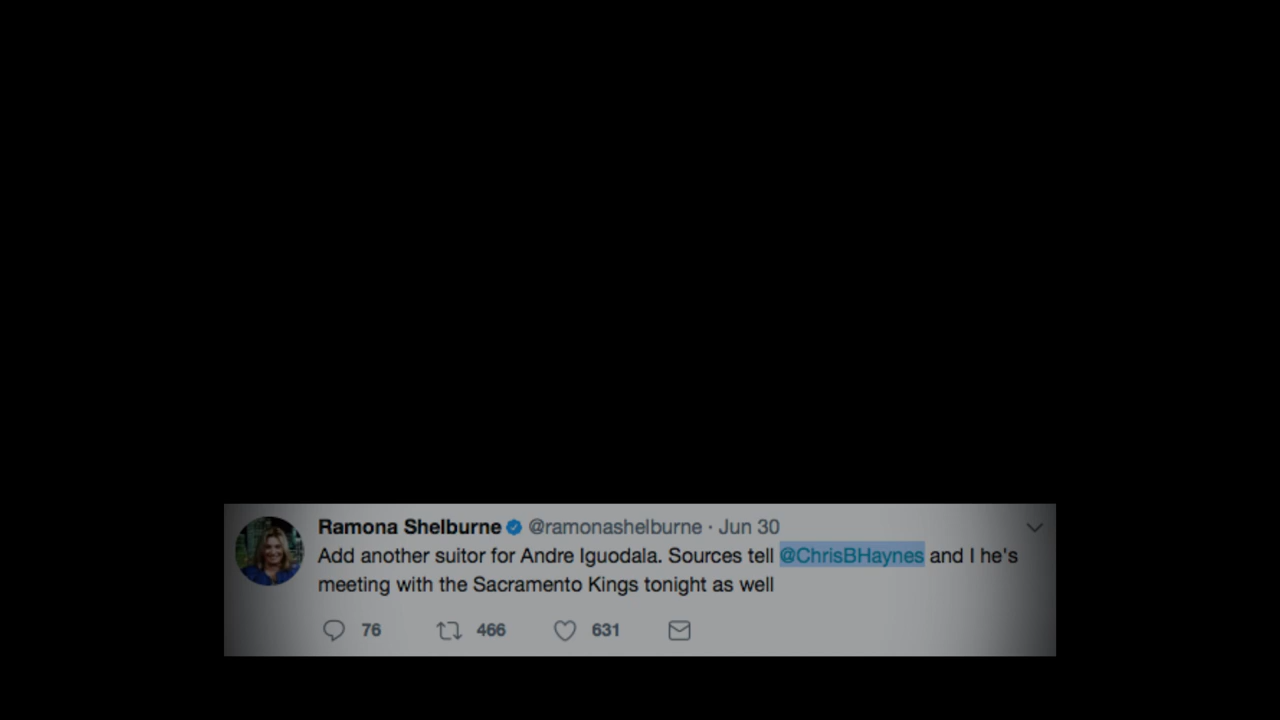 Ramona Shelburne @ramonashelburne · Jun 30
Add another suitor for Andre Iguodala. Sources tell @ChrisBHaynes and I he's
meeting with the Sacramento Kings tonight as well
76 466 631